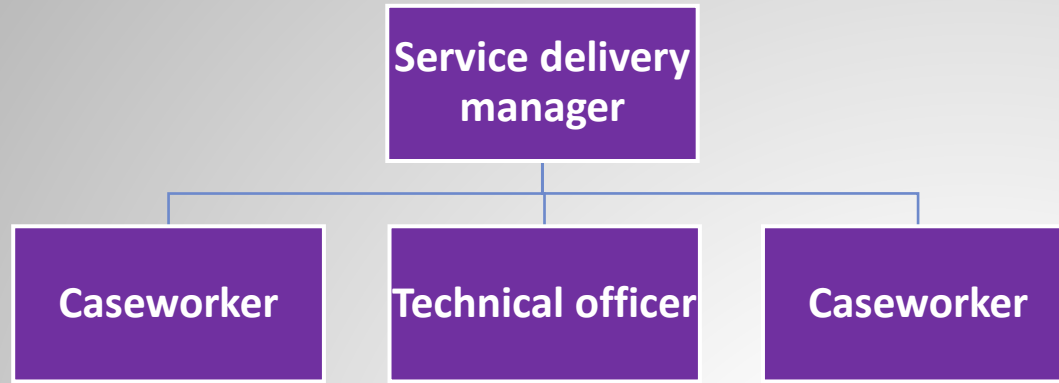 Service delivery
manager
Caseworker
Technical officer
Caseworker